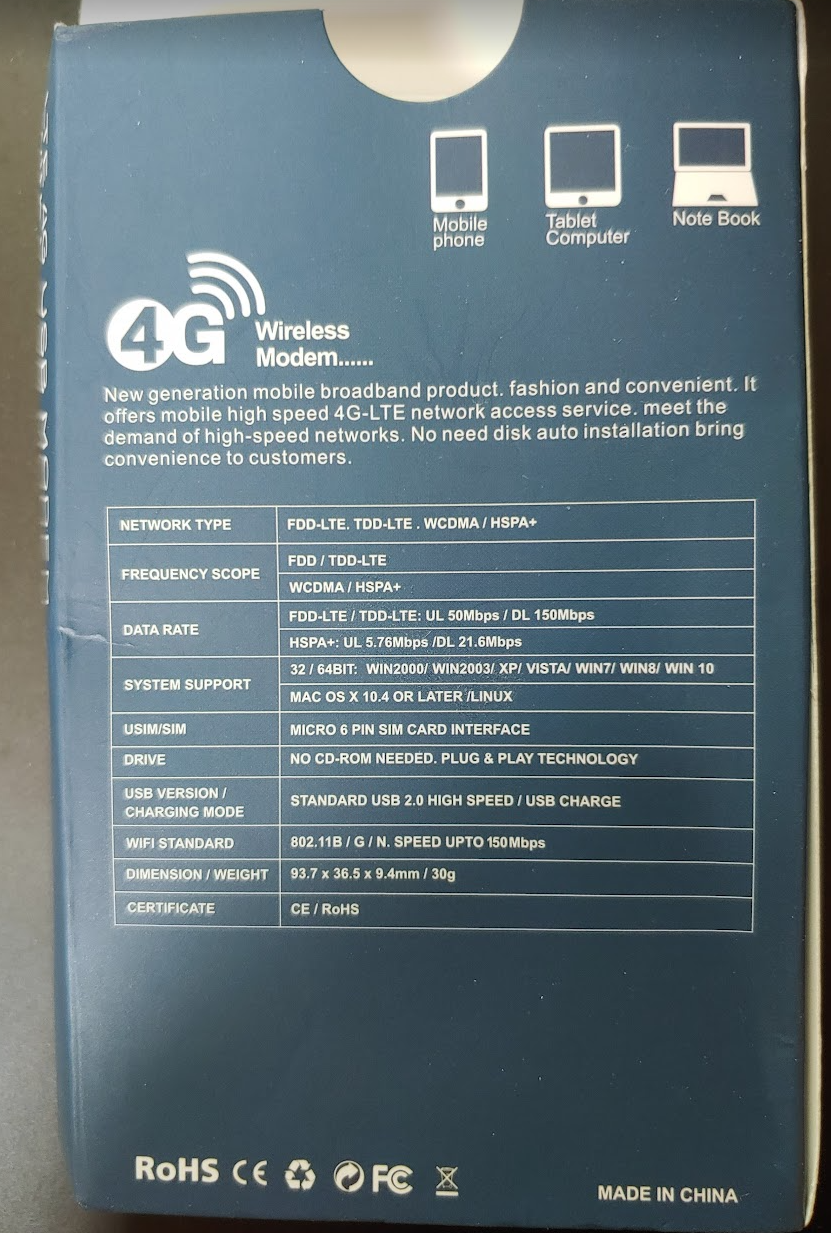 Mobile
phone
Tablet
Computer
Note Book
4G
Wireless
Modem......
New generation mobile broadband product. fashion and convenient. It
offers mobile high speed 4G-LTE network access service. meet the
demand of high-speed networks. No need disk auto installation bring
convenience to customers.
NETWORK TYPE FDD-LTE. TDD-LTE . WCDMA / HSPA+
FREQUENCY SCOPE
FDD / TDD-LTE
WCDMA / HSPA+
DATA RATE
FDD-LTE / TDD-LTE: UL 50Mbps / DL 150Mbps
HSPA+: UL 5.76Mbps /DL 21.6Mbps
SYSTEM SUPPORT
32 / 64BIT: WIN2000/ WIN2003/ XP/ VISTA/ WIN7/ WIN8/ WIN 10
MAC OS X 10.4 OR LATER /LINUX
USIM/SIM MICRO 6 PIN SIM CARD INTERFACE
DRIVE NO CD-ROM NEEDED. PLUG & PLAY TECHNOLOGY
USB VERSION /
CHARGING MODE
STANDARD USB 2.0 HIGH SPEED / USB CHARGE
WIFI STANDARD 802.11B / G / N. SPEED UPTO 150Mbps
DIMENSION / WEIGHT 93.7 x 36.5 x 9.4mm / 30g
CERTIFICATE CE / RoHS
RoHS CE FC
MADE IN CHINA